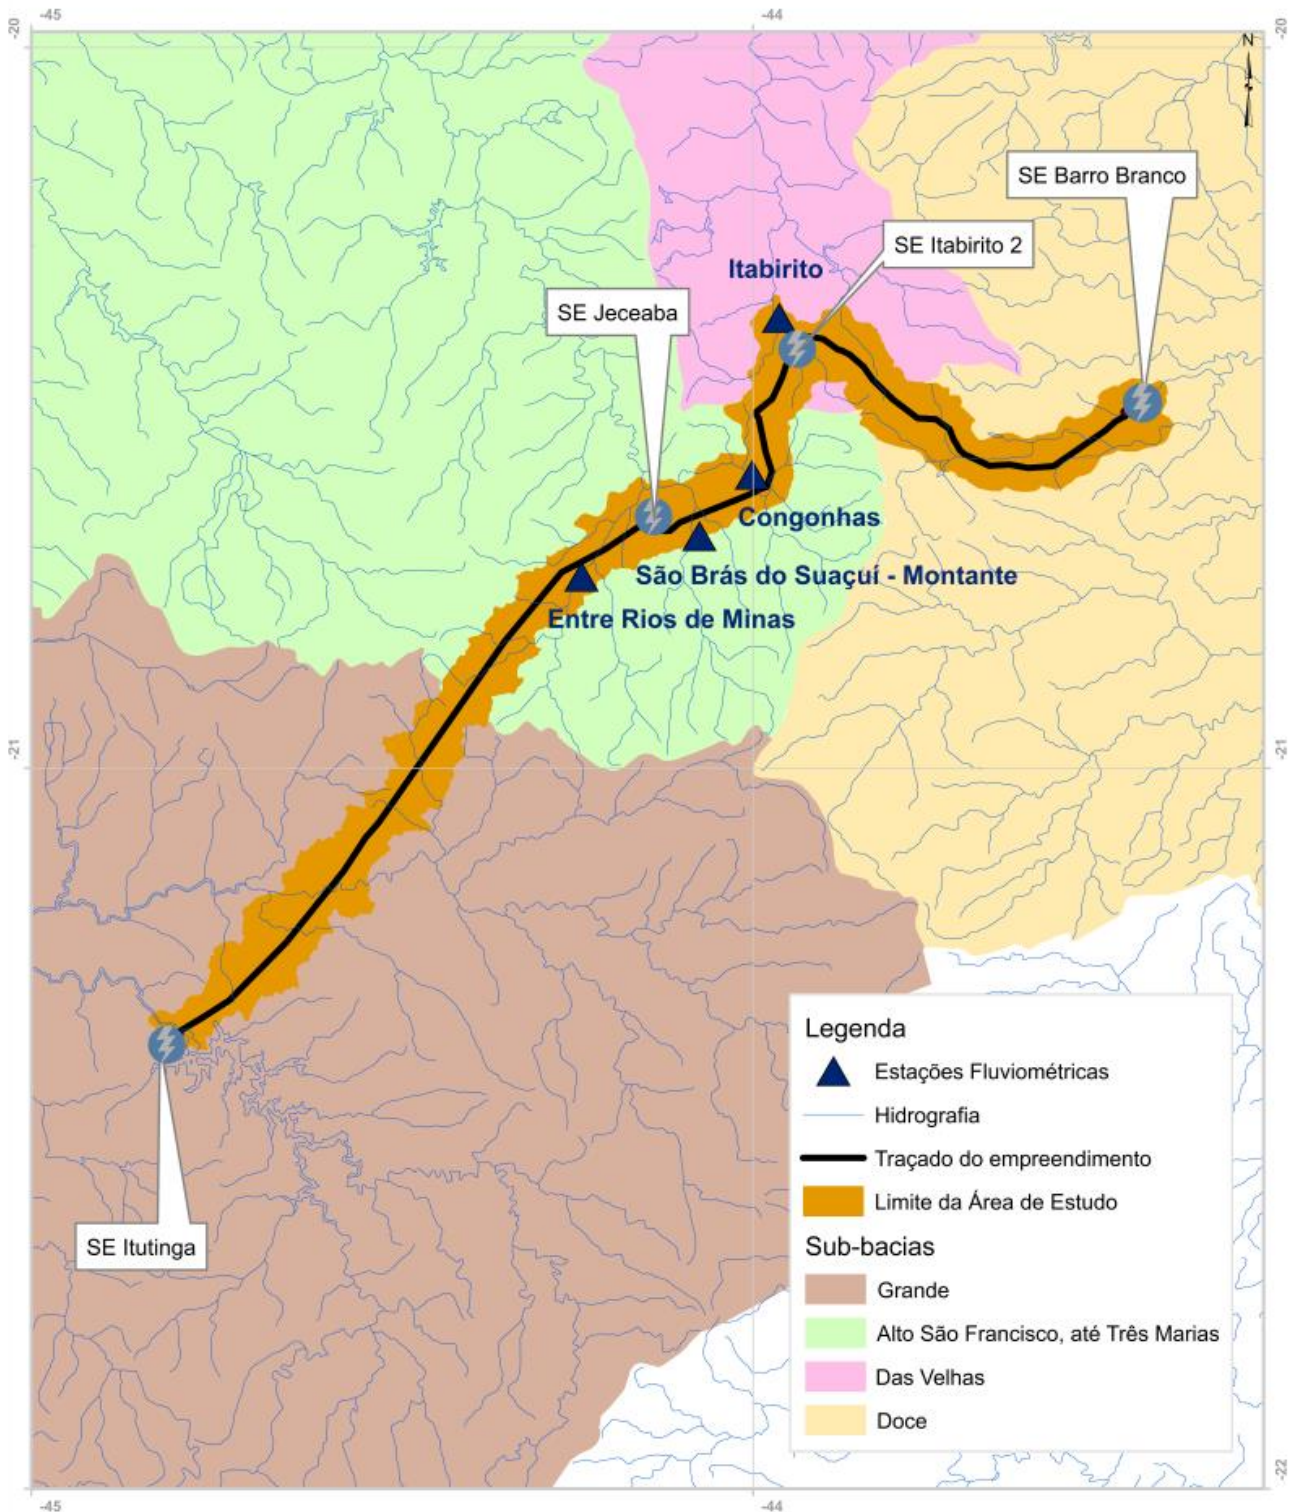 -45
-44
-20
-20
N
SE Barro Branco
SE Itabirito 2
Itabirito
SE Jeceaba
Congonhas
São Brás do Suaçuí - Montante
Entre Rios de Minas
-21
-21
SE Itutinga
Legenda
Estações Fluviométricas
Hidrografia
Traçado do empreendimento
Limite da Área de Estudo
Sub-bacias
Grande
Alto São Francisco, até Três Marias
Das Velhas
Doce
-22
-45
-44